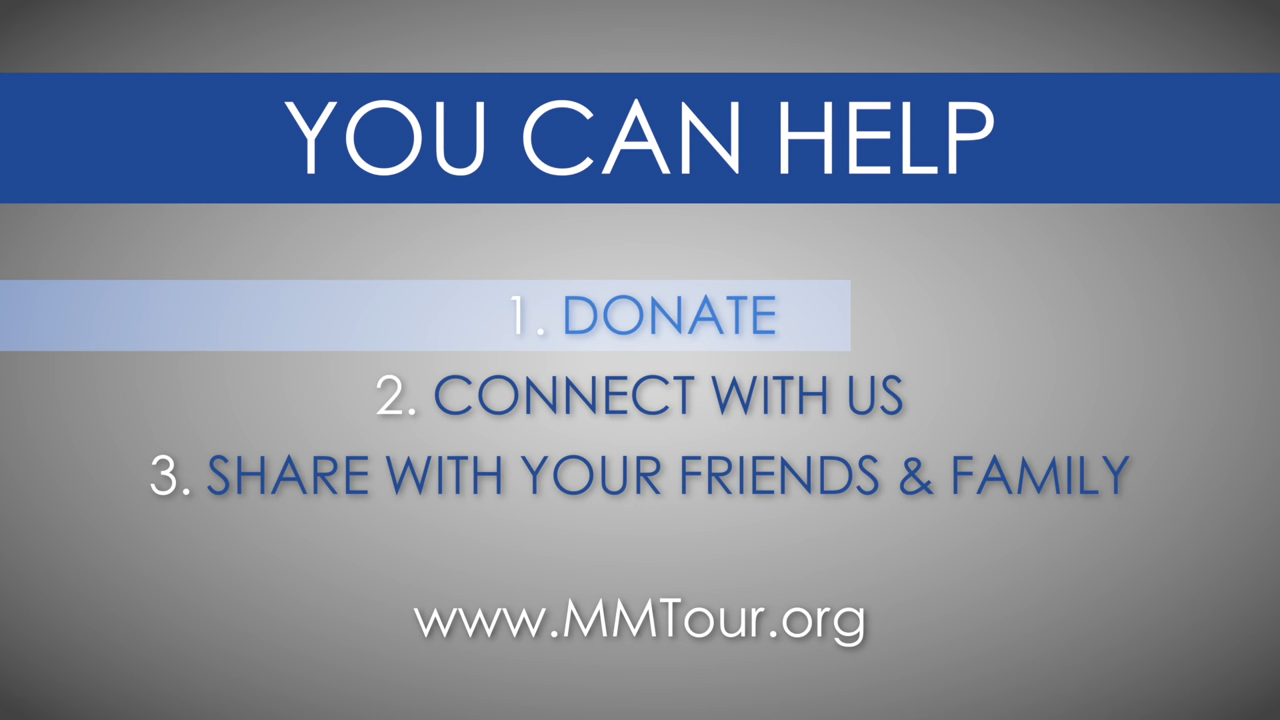 YOU CAN HELP
1. DONATE
2. CONNECT WITH US
3. SHARE WITH YOUR FRIENDS & FAMILY
www.MMTour.org